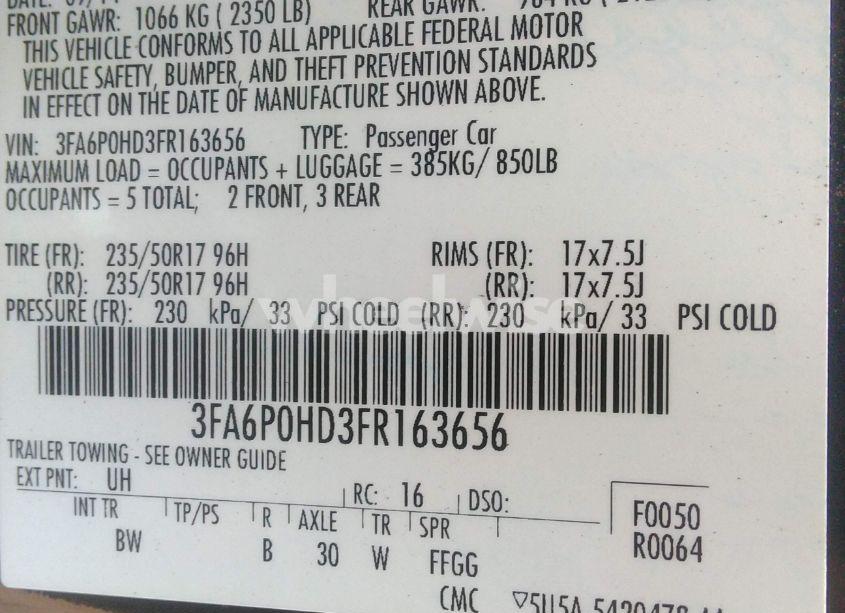 FRONT GAWR: 1066 KG ( 2350 LB) REAR GAWR:
THIS VEHICLE CONFORMS TO ALL APPLICABLE FEDERAL MOTOR
VEHICLE SAFETY, BUMPER, AND THEFT PREVENTION STANDARDS
IN EFFECT ON THE DATE OF MANUFACTURE SHOWN ABOVE.
VIN: 3FA6P0HD3FR163656 TYPE: Passenger Car
MAXIMUM LOAD = OCCUPANTS + LUGGAGE = 385KG/ 850LB
OCCUPANTS = 5 TOTAL; 2 FRONT, 3 REAR
TIRE (FR): 235/50R17 96H RIMS (FR): 17x7.5J
(RR): 235/50R17 96H (RR): 17x7.5J
PRESSURE (FR): 230 kPa/ 33 PSI COLD (RR): 230 kPa/ 33 PSI COLD
3FA6P0HD3FR163656
TRAILER TOWING - SEE OWNER GUIDE
EXT PNT: UH RC: 16 DSO:
INT TR TP/PS R AXLE TR SPR F0050
BW B 30 W FFGG R0064
CMC